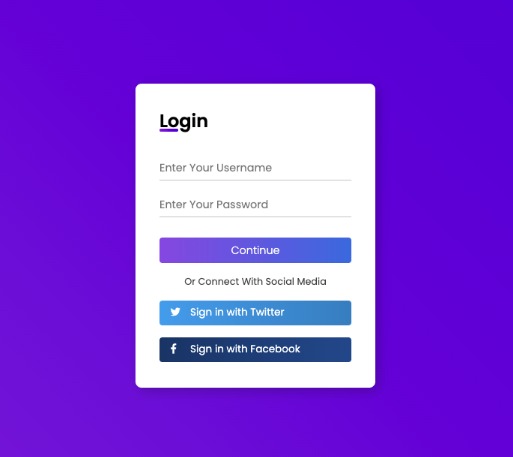 Login
Enter Your Username
Enter Your Password
Continue
Or Connect With Social Media
Sign in with Twitter
Sign in with Facebook